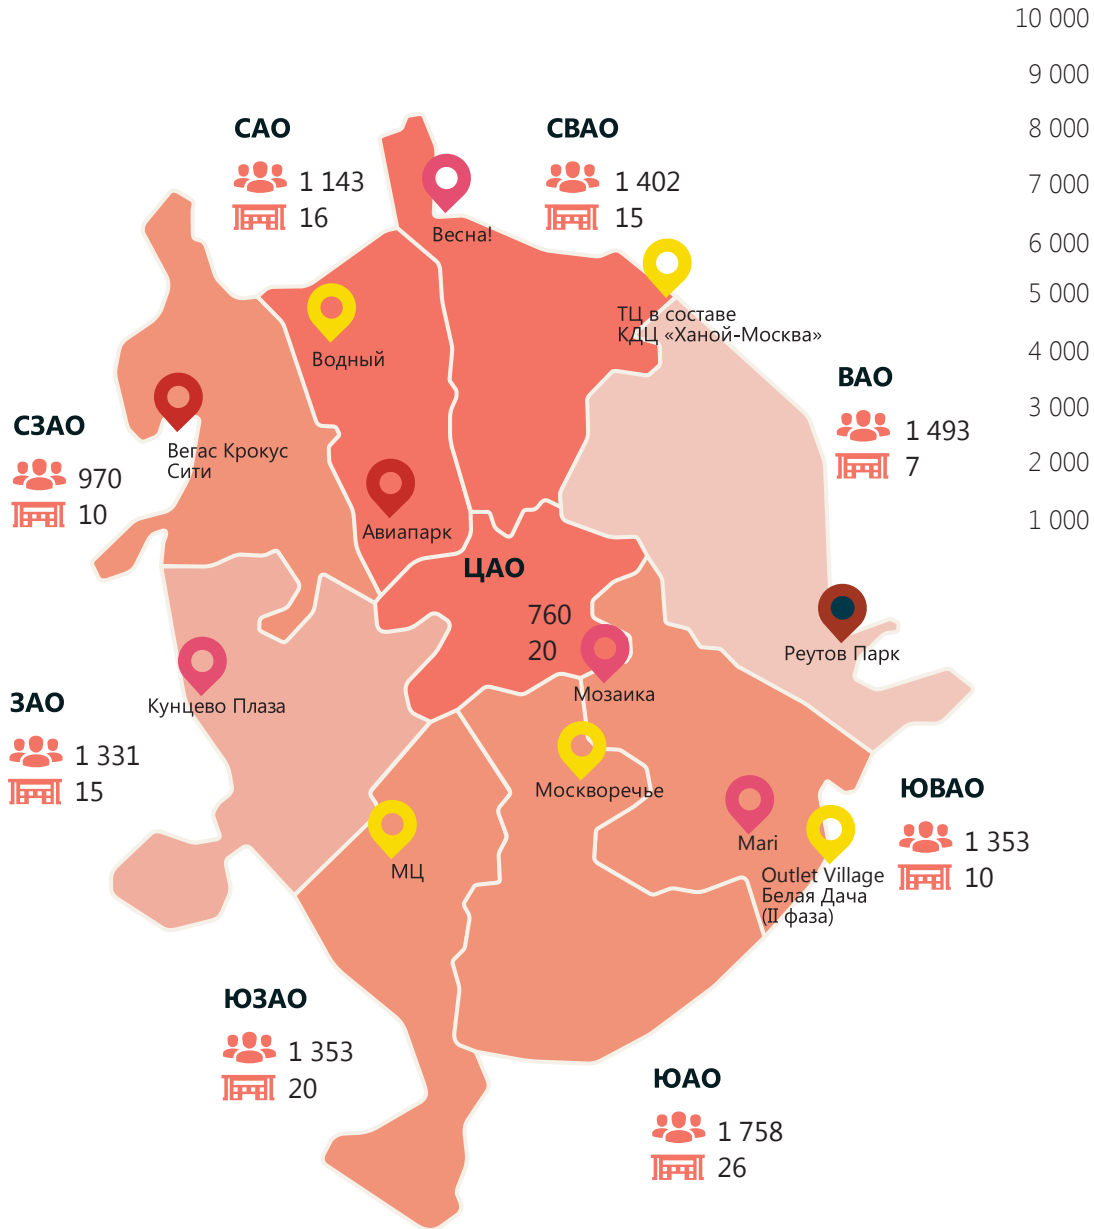 10 000
9 000
8 000
7 000
6 000
5 000
4 000
3 000
2 000
1 000
САО
1 143
16
СВАО
1 402
15
Весна!
ТЦ в составе
КДЦ «Ханой-Москва»
Водный
ВАО
1 493
7
СЗАО
970
10
Вегас Крокус
Сити
Авиапарк
ЦАО
760
20
Реутов Парк
Мозаика
Кунцево Плаза
ЗАО
1 331
15
Москворечье
Mari
ЮВАО
1 353
10
МЦ
Outlet Village
Белая Дача
(II фаза)
ЮЗАО
1 353
20
ЮАО
1 758
26